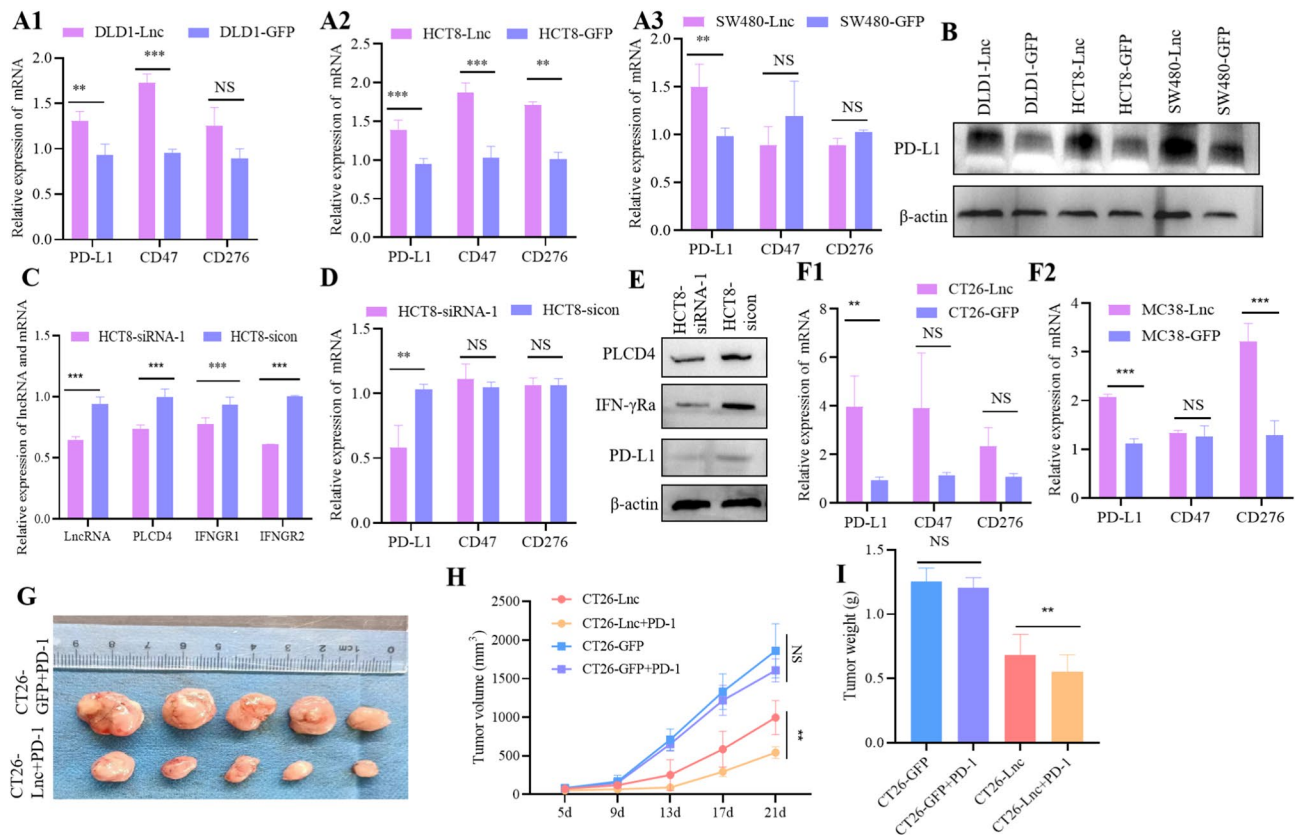 A1
DLD1-Lnc DLD1-GFP
Relative expression of mRNA
2.0
1.5
1.0
0.5
0.0
** *** NS
PD-L1 CD47 CD276
A2
HCT8-Lnc HCT8-GFP
Relative expression of mRNA
2.5
2.0
1.5
1.0
0.5
0.0
*** *** **
PD-L1 CD47 CD276
A3
SW480-Lnc SW480-GFP
Relative expression of mRNA
2.0
1.5
1.0
0.5
0.0
** NS NS
PD-L1 CD47 CD276
B
DLD1-Lnc
DLD1-GFP
HCT8-Lnc
HCT8-GFP
SW480-Lnc
SW480-GFP
PD-L1
β-actin
C
HCT8-siRNA-1 HCT8-sicon
Relative expression of lncRNA and mRNA
1.5
1.0
0.5
0.0
*** *** *** ***
LncRNA PLCD4 IFNGR1 IFNGR2
D
HCT8-siRNA-1 HCT8-sicon
Relative expression of mRNA
1.5
1.0
0.5
0.0
** NS NS
PD-L1 CD47 CD276
E
HCT8-
siRNA-1
HCT8-
sicon
PLCD4
IFN-γRa
PD-L1
β-actin
F1
CT26-Lnc
CT26-GFP
Relative expression of mRNA
8
6
4
2
0
** NS NS
PD-L1 CD47 CD276
F2
MC38-Lnc
MC38-GFP
Relative expression of mRNA
4
3
2
1
0
*** NS ***
PD-L1 CD47 CD276
G
CT26-
GFP+PD-1
CT26-
Lnc+PD-1
9 8 7 6 5 4 3 2 1cm 0
H
CT26-Lnc
CT26-Lnc+PD-1
CT26-GFP
CT26-GFP+PD-1
Tumor volume (mm³)
2500
2000
1500
1000
500
0
5d 9d 13d 17d 21d
NS
**
I
Tumor weight (g)
1.5
1.0
0.5
0.0
NS
**
CT26-GFP
CT26-GFP+PD-1
CT26-Lnc
CT26-Lnc+PD-1